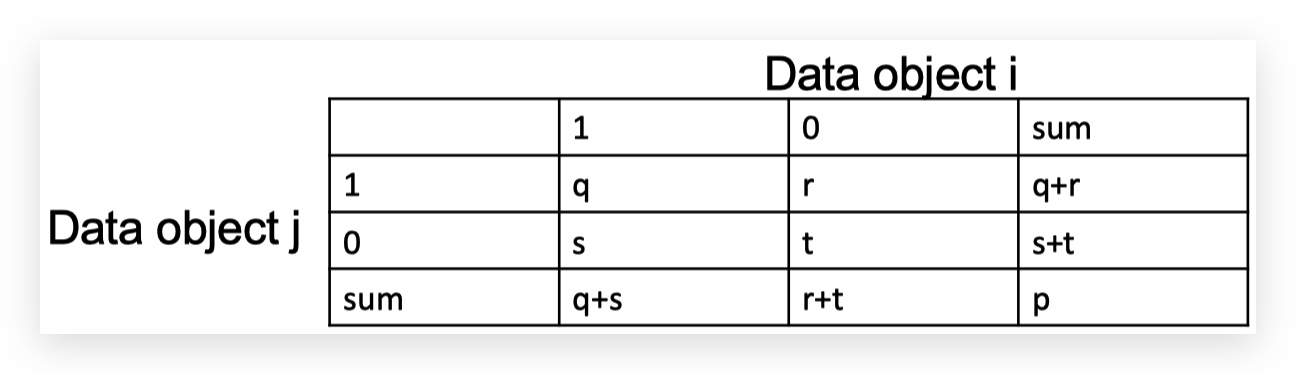 Data object i
1 0 sum
1 q r q+r
Data object j
0 s t s+t
sum q+s r+t p